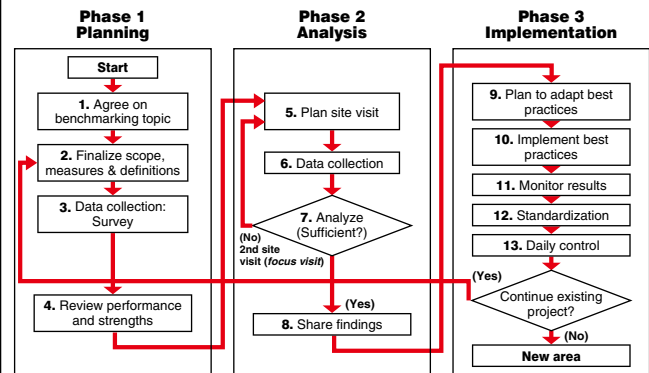 Phase 1
Planning
Start
1. Agree on
benchmarking topic
2. Finalize scope,
measures & definitions
3. Data collection:
Survey
4. Review performance
and strengths
Phase 2
Analysis
5. Plan site visit
6. Data collection
7. Analyze
(Sufficient?)
(No)
2nd site
visit (focus visit)
(Yes)
8. Share findings
Phase 3
Implementation
9. Plan to adapt best
practices
10. Implement best
practices
11. Monitor results
12. Standardization
13. Daily control
(Yes)
Continue existing
project?
(No)
New area